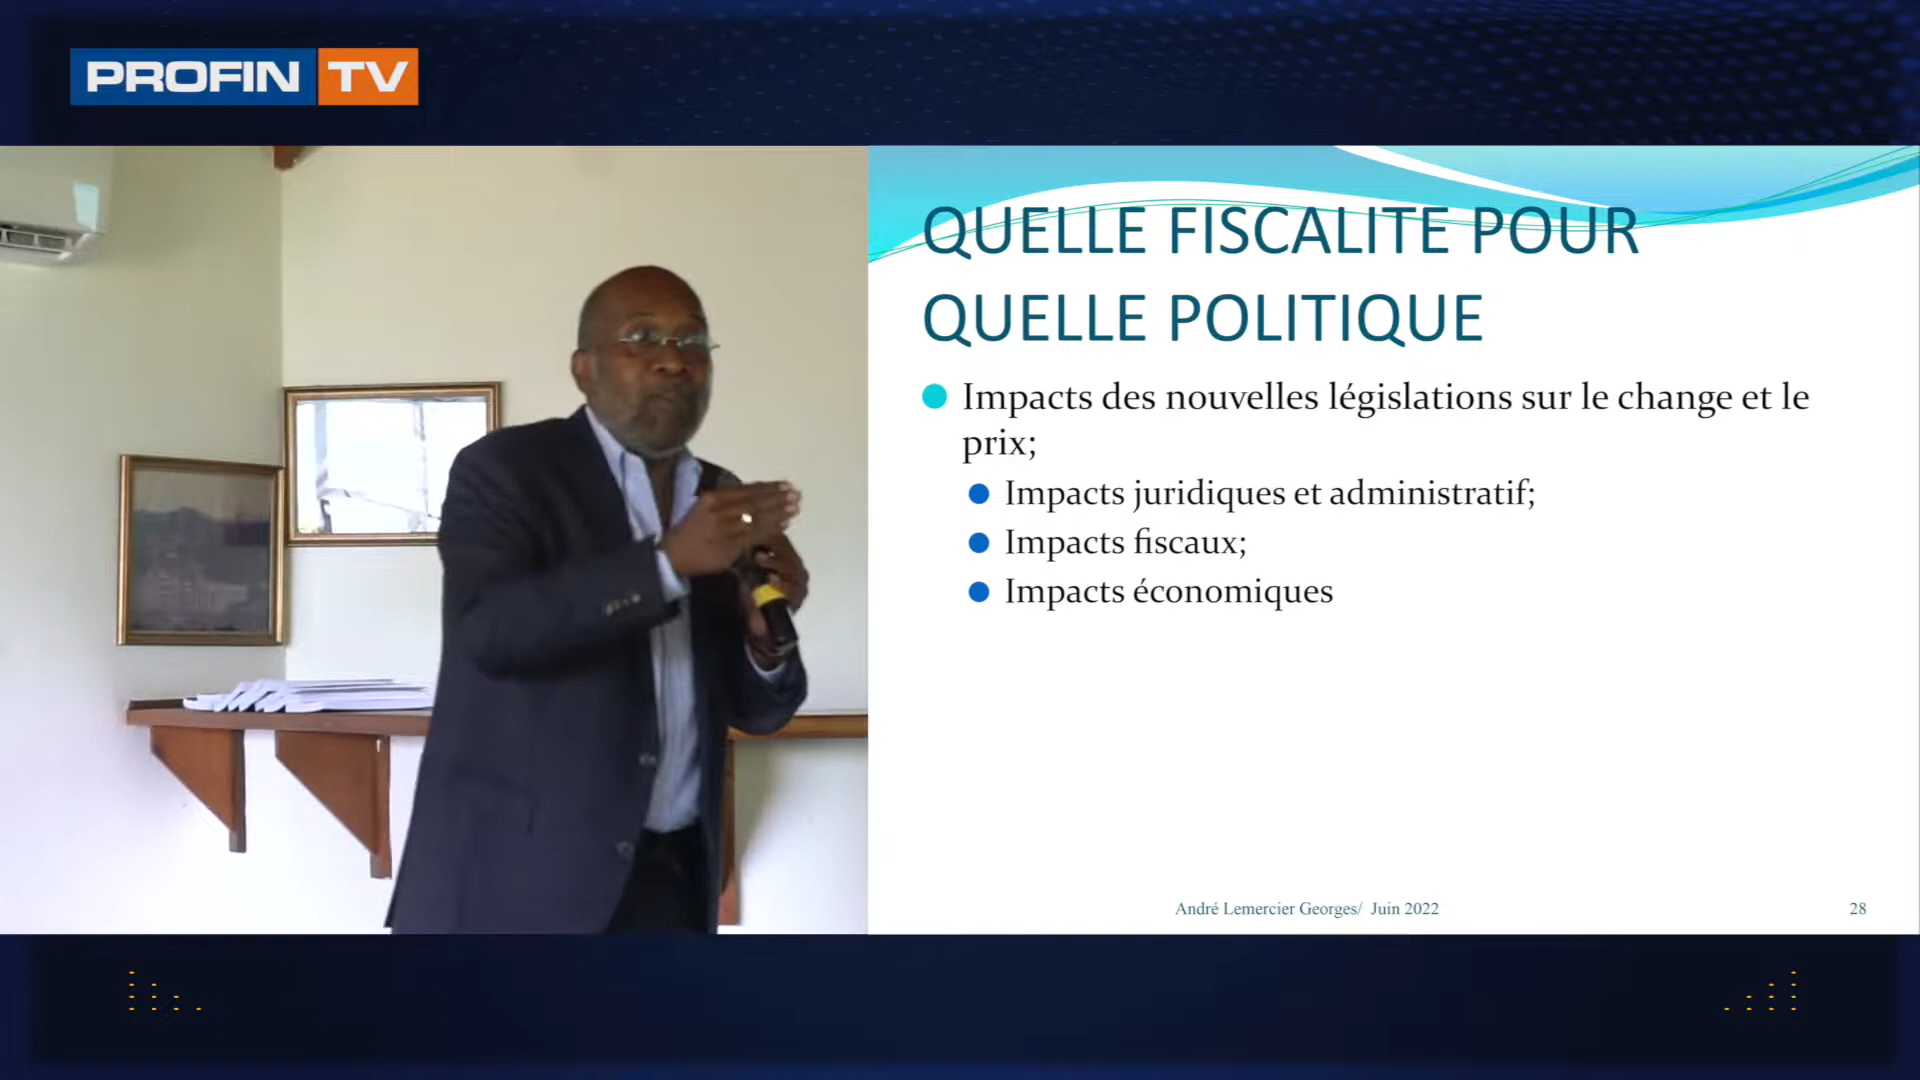 PROFIN TV
QUELLE FISCALITE POUR
QUELLE POLITIQUE
Impacts des nouvelles législations sur le change et le
prix;
Impacts juridiques et administratif;
Impacts fiscaux;
Impacts économiques
André Lemercier Georges/ Juin 2022
28